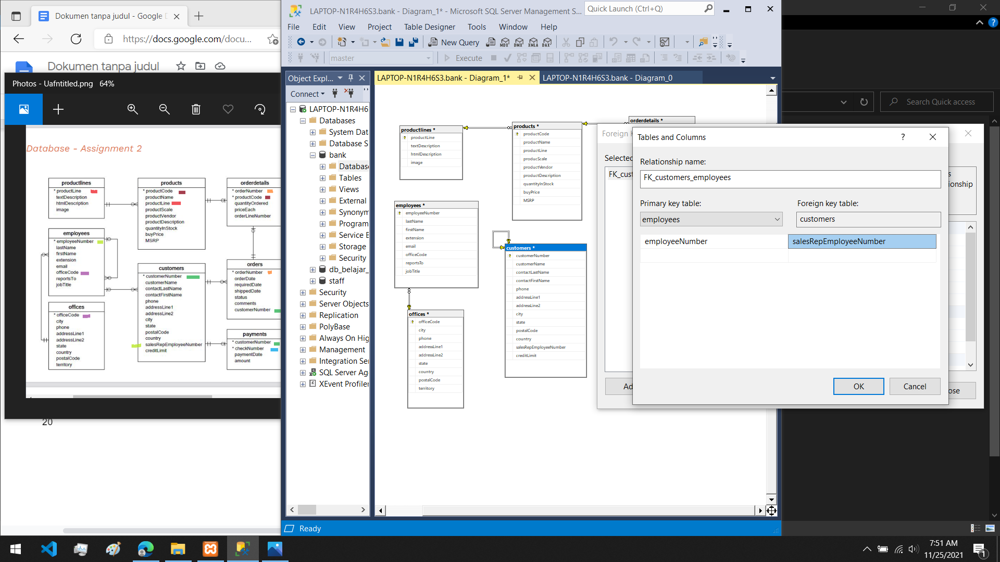 Dokumen tanpa judul - Google D
https://docs.google.com/docu...
Dokumen tanpa judul
Photos - Uafntitled.png 64%
Database - Assignment 2
productlines
* productLine
textDescription
htmlDescription
image
products
* productCode
productName
productLine
productScale
productVendor
productDescription
quantityInStock
buyPrice
MSRP
orderdetails
* orderNumber
* productCode
quantityOrdered
priceEach
orderLineNumber
employees
* employeeNumber
lastName
firstName
extension
email
officeCode
reportsTo
jobTitle
customers
* customerNumber
customerName
contactLastName
contactFirstName
phone
addressLine1
addressLine2
city
state
postalCode
country
salesRepEmployeeNumber
creditLimit
orders
* orderNumber
orderDate
requiredDate
shippedDate
status
comments
customerNumber
offices
* officeCode
city
phone
addressLine1
addressLine2
state
country
postalCode
territory
payments
* customerNumber
* checkNumber
paymentDate
amount
20
LAPTOP-N1R4H6S3.bank - Diagram_1* - Microsoft SQL Server Management S...
Quick Launch (Ctrl+Q)
File Edit View Project Table Designer Tools Window Help
New Query
MDX DMX XMLA DAX
master
Execute
Object Expl...
Connect
LAPTOP-N1R4H6
Databases
System Dat
Database S
bank
Databas
Tables
Views
External
Synonym
Program
Service E
Storage
Security
db_belajar_
staff
Security
Server Objects
Replication
PolyBase
Always On Hig
Management
Integration Ser
SQL Server Ag
XEvent Profiler
LAPTOP-N1R4H6S3.bank - Diagram_1*
LAPTOP-N1R4H6S3.bank - Diagram_0
productlines *
productLine
textDescription
htmlDescription
image
products *
productCode
productName
productLine
producScale
productVendor
productDescription
quantityInStock
buyPrice
MSRP
orderdetails *
employees *
employeeNumber
lastName
firstName
extension
email
officeCode
reportsTo
jobTitle
customers *
customerNumber
customerName
contactLastName
contactFirstName
phone
addressLine1
addressLine2
city
state
postalCode
country
salesRepEmployeeNumber
creditLimit
offices *
officeCode
city
phone
addressLine1
addressLine2
state
country
postalCode
territory
Ready
Search Quick access
Foreign K
Selected
FK_cust
Ad
s
ionship
ose
Tables and Columns
?
Relationship name:
FK_customers_employees
Primary key table:
Foreign key table:
employees
customers
employeeNumber
salesRepEmployeeNumber
OK
Cancel
7:51 AM
11/25/2021
1